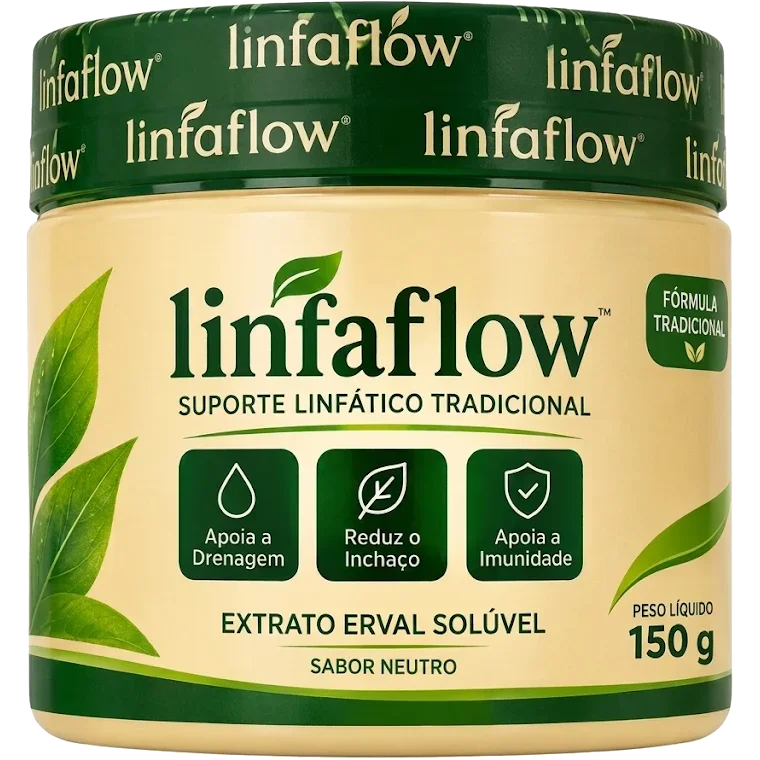 linfaflow®
linfaflow®
linfaflow®
linfaflow®
linfaflow®
linfaflow™
SUPORTE LINFÁTICO TRADICIONAL
FÓRMULA
TRADICIONAL
Apoia a
Drenagem
Reduz o
Inchaço
Apoia a
Imunidade
EXTRATO ERVAL SOLÚVEL
SABOR NEUTRO
PESO LÍQUIDO
150 g